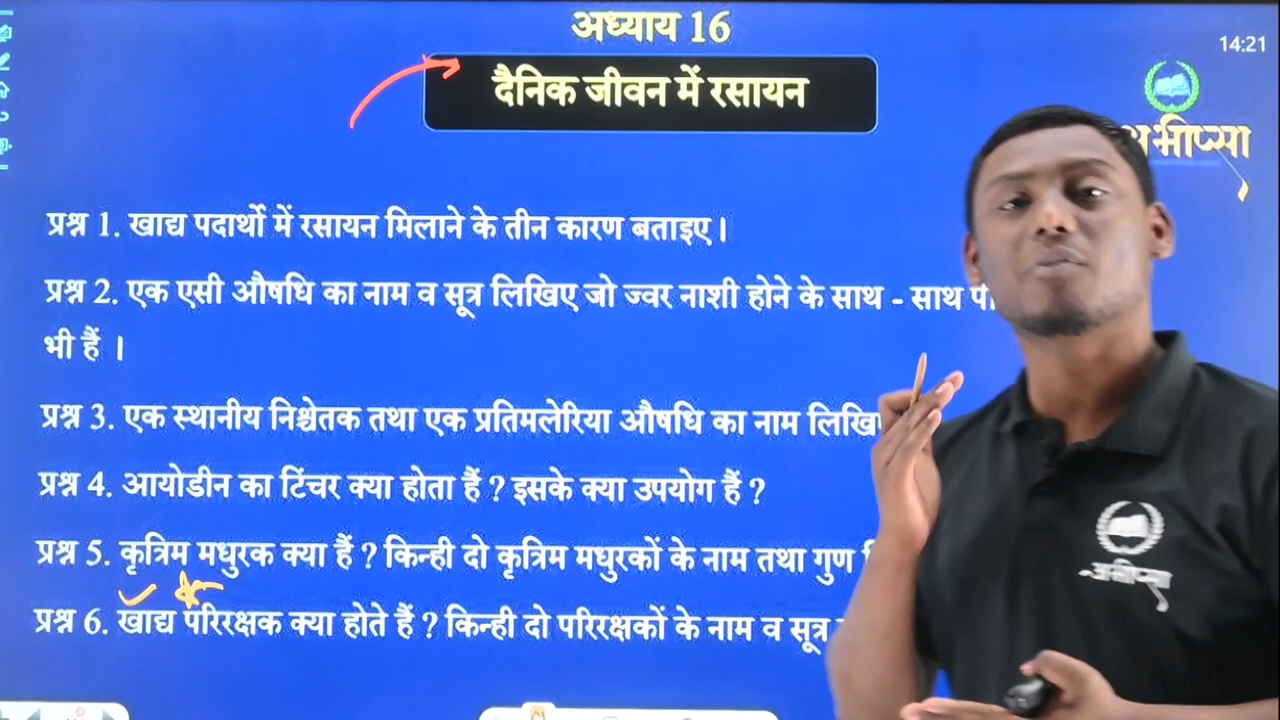 अध्याय 16
14:21
दैनिक जीवन में रसायन
अभीप्सा
प्रश्न 1. खाद्य पदार्थो में रसायन मिलाने के तीन कारण बताइए ।
प्रश्न 2. एक एसी औषधि का नाम व सूत्र लिखिए जो ज्वर नाशी होने के साथ - साथ
भी हैं ।
प्रश्न 3. एक स्थानीय निश्चेतक तथा एक प्रतिमलेरिया औषधि का नाम
प्रश्न 4. आयोडीन का टिंचर क्या होता हैं ? इसके क्या उपयोग हैं ?
प्रश्न 5. कृत्रिम मधुरक क्या हैं ? किन्ही दो कृत्रिम मधुरकों के नाम तथा गुण
प्रश्न 6. खाद्य परिरक्षक क्या होते हैं ? किन्ही दो परिरक्षकों के नाम व सूत्र
अभीप्सा